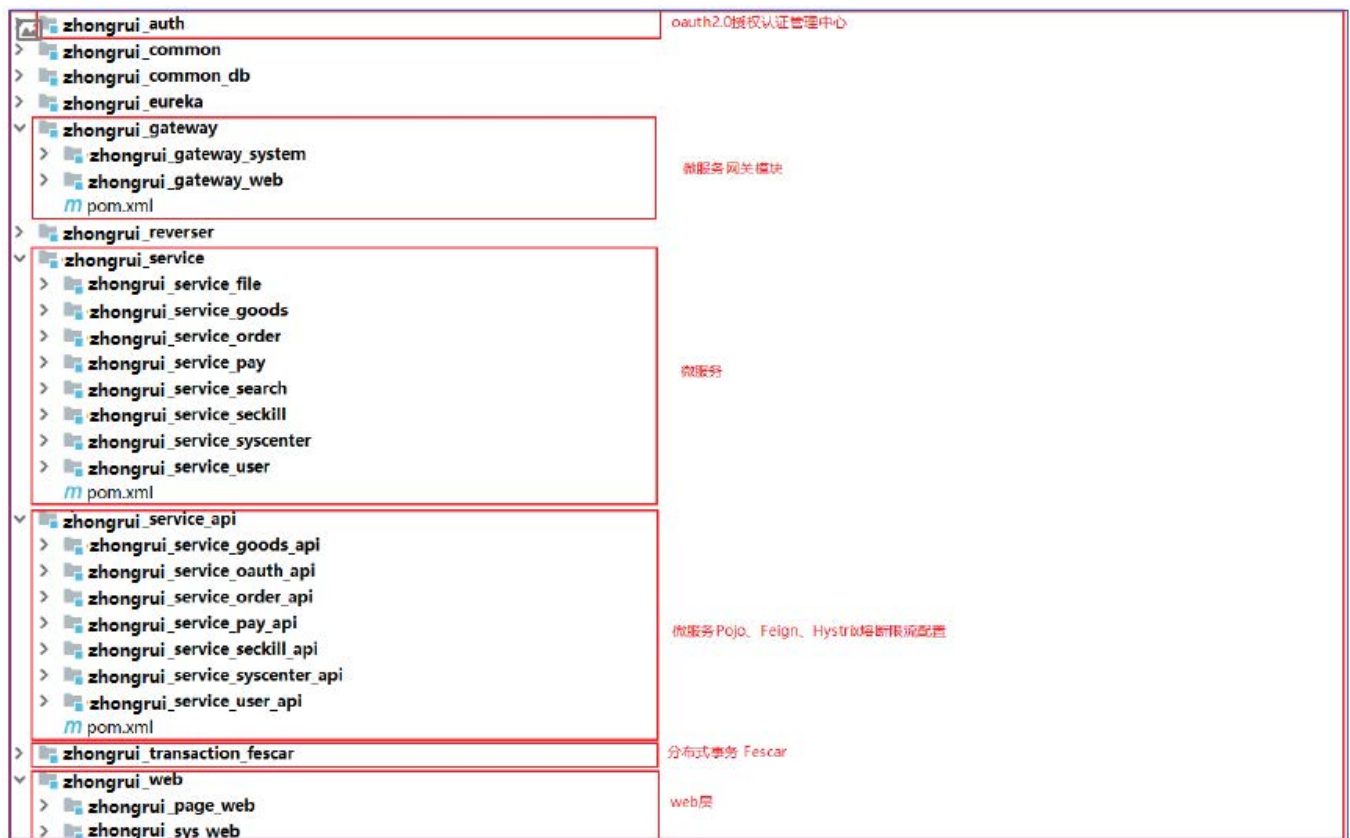 zhongrui_auth oauth2.0授权认证管理中心
zhongrui_common
zhongrui_common_db
zhongrui_eureka
zhongrui_gateway
zhongrui_gateway_system
微服务网关模块
zhongrui_gateway_web
m pom.xml
zhongrui_reverser
zhongrui_service
zhongrui_service_file
zhongrui_service_goods
zhongrui_service_order
zhongrui_service_pay
微服务
zhongrui_service_search
zhongrui_service_seckill
zhongrui_service_syscenter
zhongrui_service_user
m pom.xml
zhongrui_service_api
zhongrui_service_goods_api
zhongrui_service_oauth_api
zhongrui_service_order_api
zhongrui_service_pay_api 微服务Pojo、Feign、Hystrix熔断限流配置
zhongrui_service_seckill_api
zhongrui_service_syscenter_api
zhongrui_service_user_api
m pom.xml
zhongrui_transaction_fescar 分布式事务 Fescar
zhongrui_web
zhongrui_page_web web层
zhongrui_sys_web